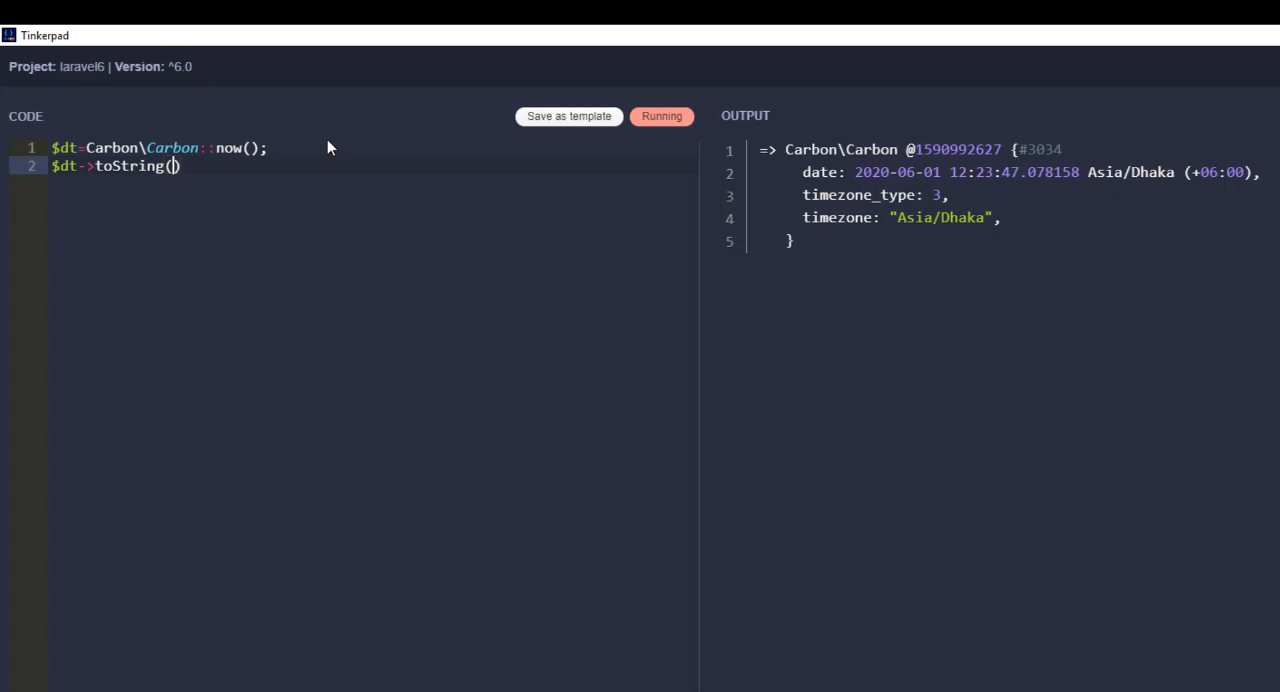 Tinkerpad
Project: laravel6 | Version: ^6.0
CODE
Save as template
Running
OUTPUT
1 $dt=Carbon\Carbon::now();
2 $dt->toString()
1 => Carbon\Carbon @1590992627 {#3034
2 date: 2020-06-01 12:23:47.078158 Asia/Dhaka (+06:00),
3 timezone_type: 3,
4 timezone: "Asia/Dhaka",
5 }